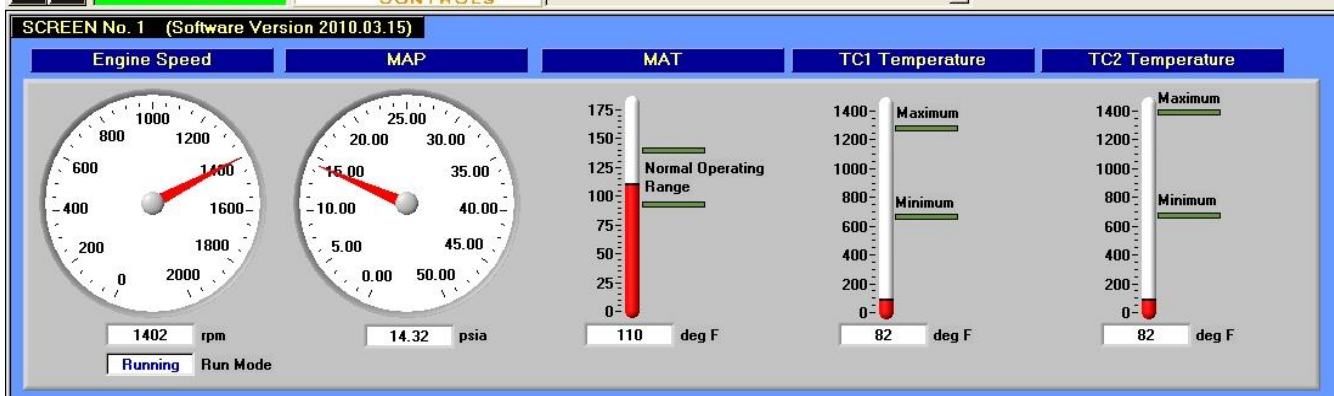 CONTROLS
SCREEN No. 1 (Software Version 2010.03.15)
Engine Speed
MAP
MAT
TC1 Temperature
TC2 Temperature
0
200
400
600
800
1000
1200
1400
1600
1800
2000
1402 rpm
Running Run Mode
0.00
5.00
10.00
15.00
20.00
25.00
30.00
35.00
40.00
45.00
50.00
14.32 psia
175
150
125
100
75
50
25
0
Normal Operating
Range
110 deg F
1400
1200
1000
800
600
400
200
0
Maximum
Minimum
82 deg F
1400
1200
1000
800
600
400
200
0
Maximum
Minimum
82 deg F